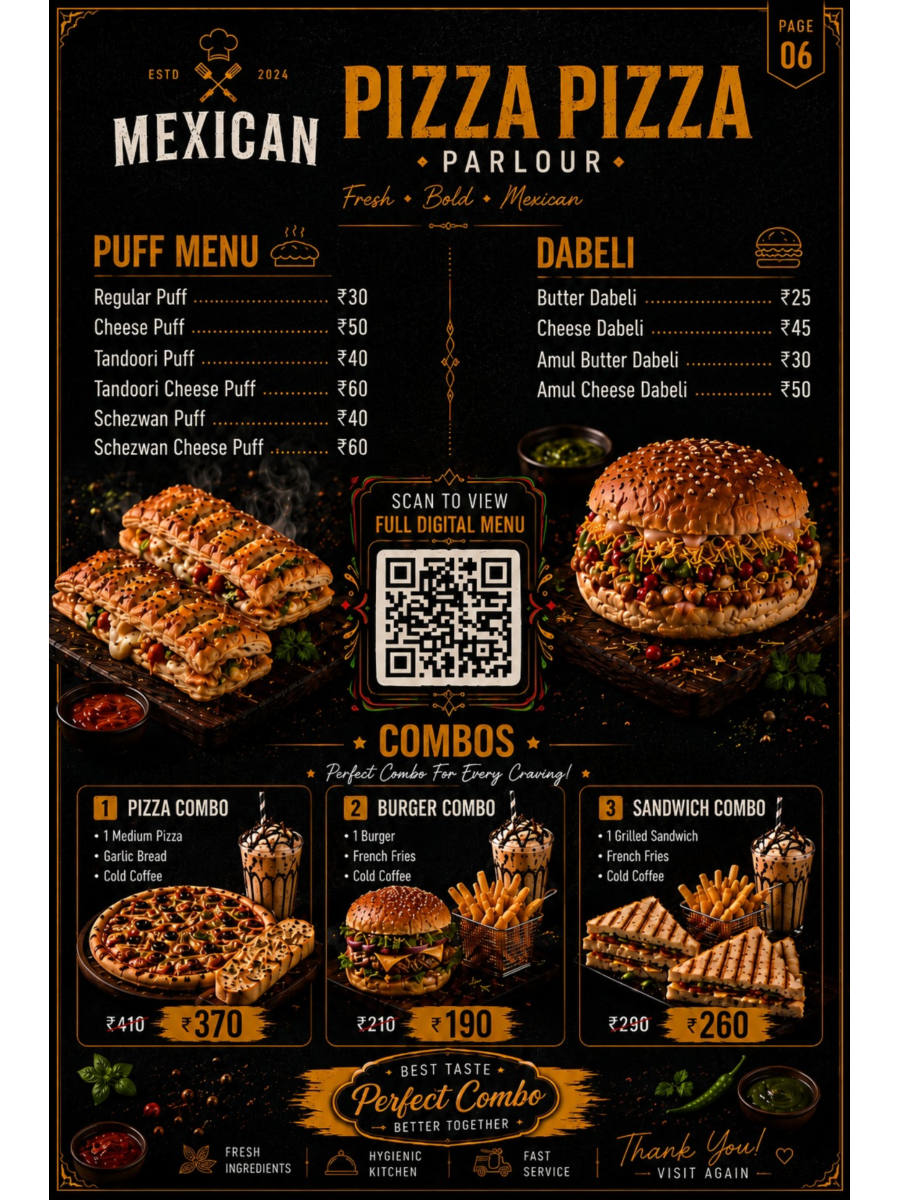 PAGE
06
ESTD 2024
MEXICAN
PIZZA PIZZA
PARLOUR
Fresh • Bold • Mexican
PUFF MENU
Regular Puff ₹30
Cheese Puff ₹50
Tandoori Puff ₹40
Tandoori Cheese Puff ₹60
Schezwan Puff ₹40
Schezwan Cheese Puff ₹60
DABELI
Butter Dabeli ₹25
Cheese Dabeli ₹45
Amul Butter Dabeli ₹30
Amul Cheese Dabeli ₹50
SCAN TO VIEW
FULL DIGITAL MENU
COMBOS
Perfect Combo For Every Craving!
1 PIZZA COMBO
• 1 Medium Pizza
• Garlic Bread
• Cold Coffee
₹410 ₹370
2 BURGER COMBO
• 1 Burger
• French Fries
• Cold Coffee
₹210 ₹190
3 SANDWICH COMBO
• 1 Grilled Sandwich
• French Fries
• Cold Coffee
₹290 ₹260
BEST TASTE
Perfect Combo
BETTER TOGETHER
FRESH
INGREDIENTS
HYGIENIC
KITCHEN
FAST
SERVICE
Thank You!
VISIT AGAIN